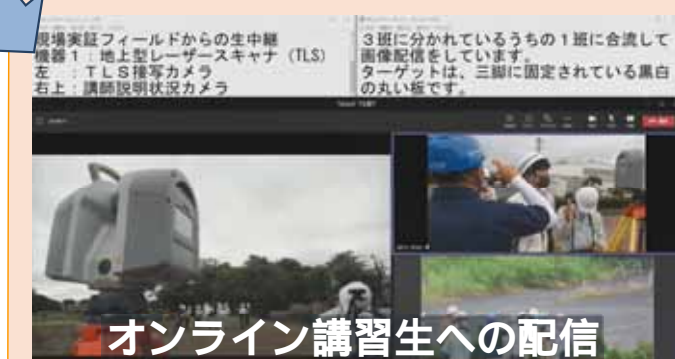 現場実証フィールドからの生中継
機器1:地上型レーザースキャナ (TLS)
左 :TLS接写カメラ
右上:講師説明状況カメラ
3班に分かれているうちの1班に合流して
画像配信をしています。
ターゲットは、三脚に固定されている黒白
の丸い板です。
オンライン講習生への配信